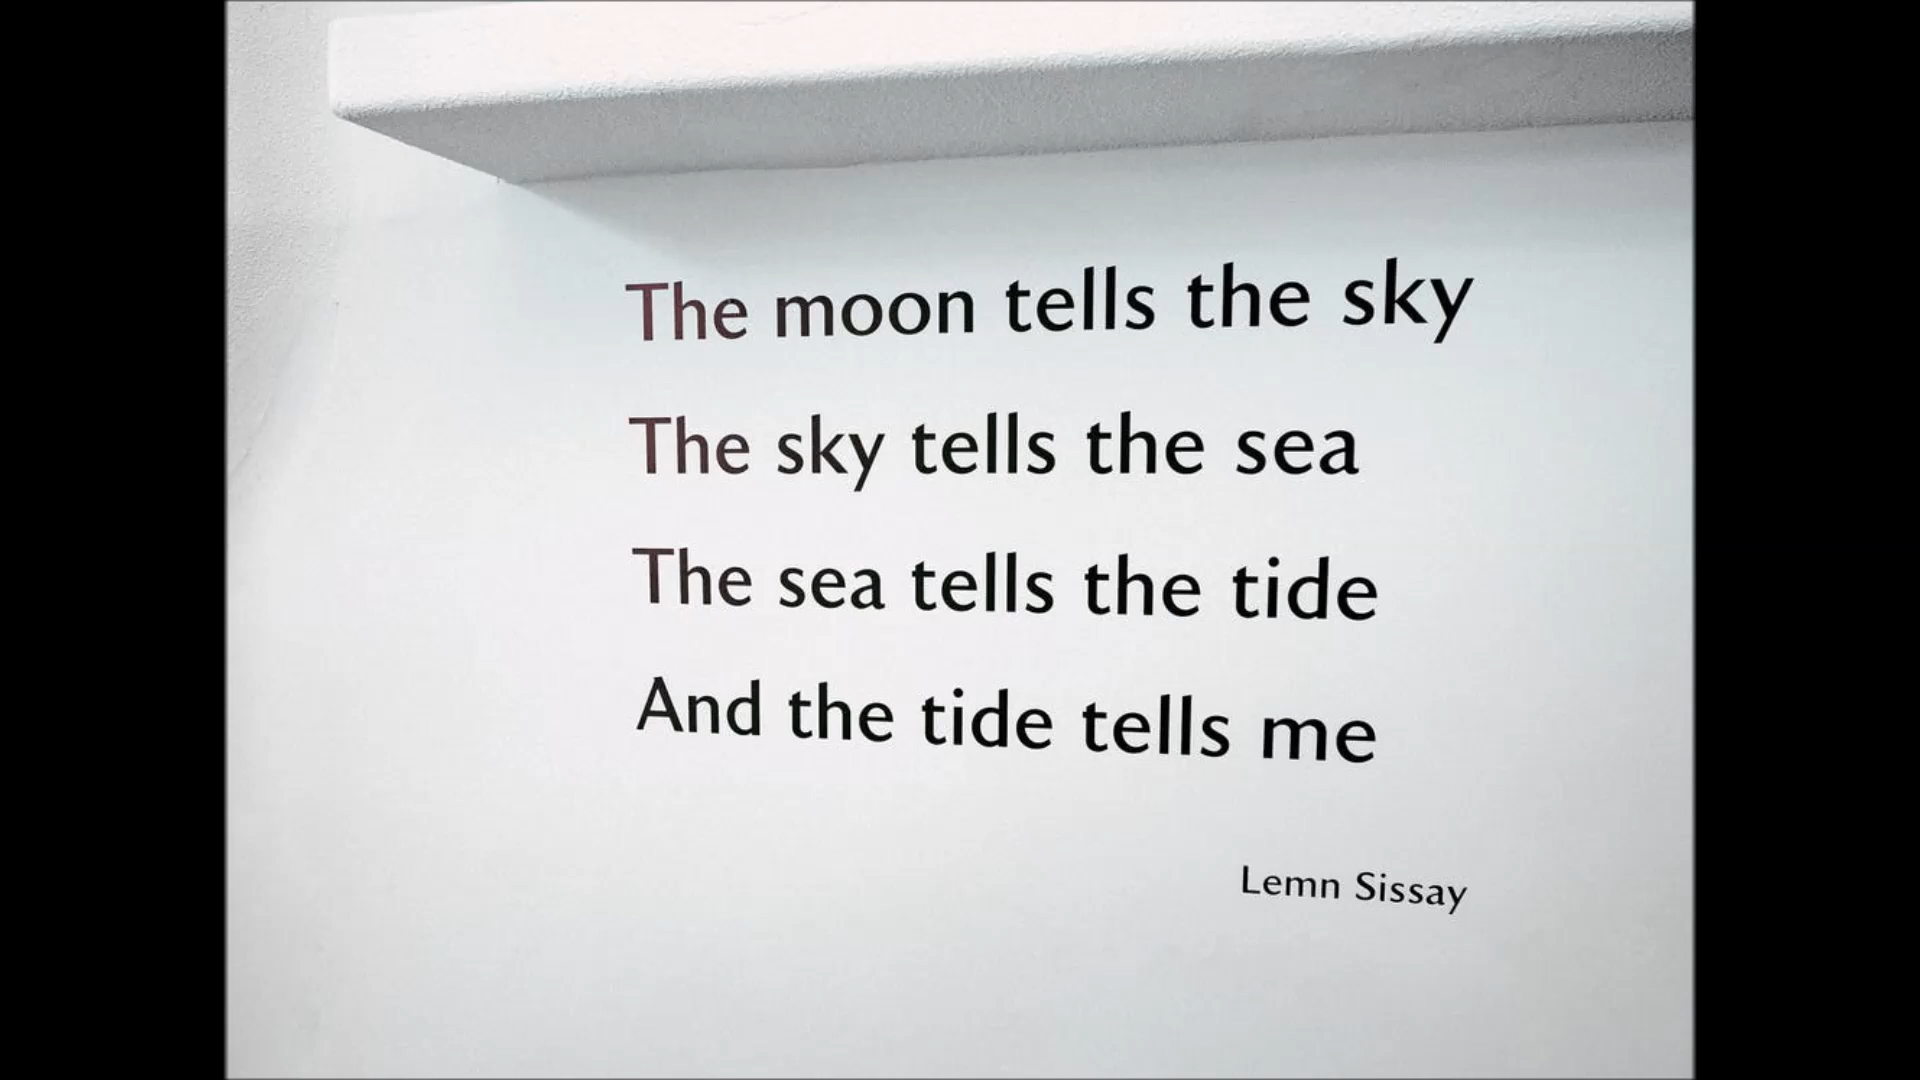 The moon tells the sky
The sky tells the sea
The sea tells the tide
And the tide tells me
Lemn Sissay